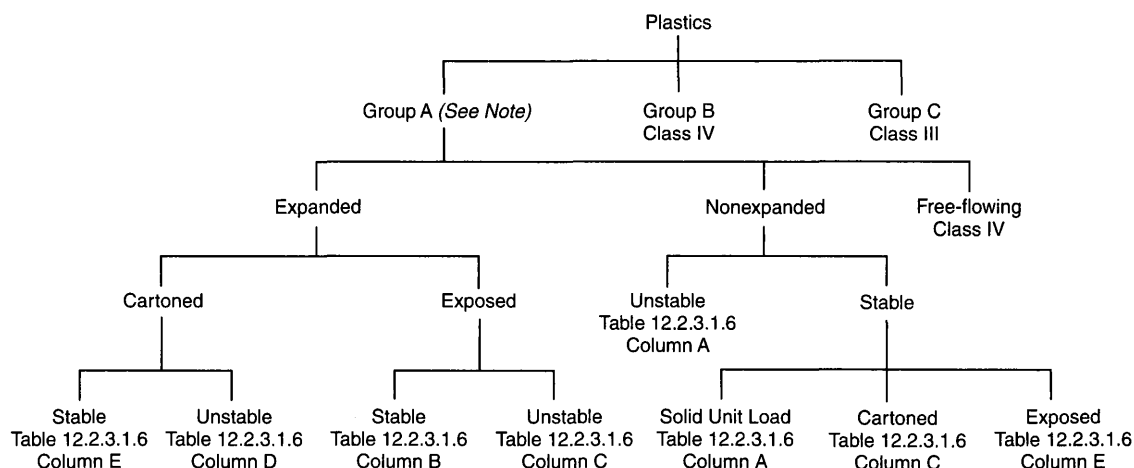 Plastics
Group A (See Note)
Group B
Class IV
Group C
Class III
Expanded
Nonexpanded
Free-flowing
Class IV
Cartoned
Exposed
Unstable
Table 12.2.3.1.6
Column A
Stable
Stable
Table 12.2.3.1.6
Column E
Unstable
Table 12.2.3.1.6
Column D
Stable
Table 12.2.3.1.6
Column B
Unstable
Table 12.2.3.1.6
Column C
Solid Unit Load
Table 12.2.3.1.6
Column A
Cartoned
Table 12.2.3.1.6
Column C
Exposed
Table 12.2.3.1.6
Column E